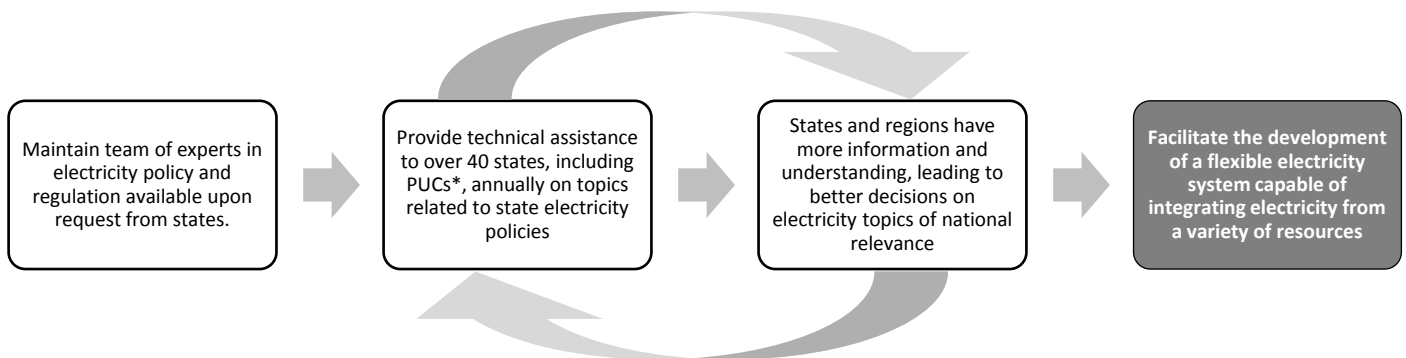 Maintain team of experts in
electricity policy and
regulation available upon
request from states.
Provide technical assistance
to over 40 states, including
PUCs*, annually on topics
related to state electricity
policies
States and regions have
more information and
understanding, leading to
better decisions on
electricity topics of national
relevance
Facilitate the development
of a flexible electricity
system capable of
integrating electricity from
a variety of resources